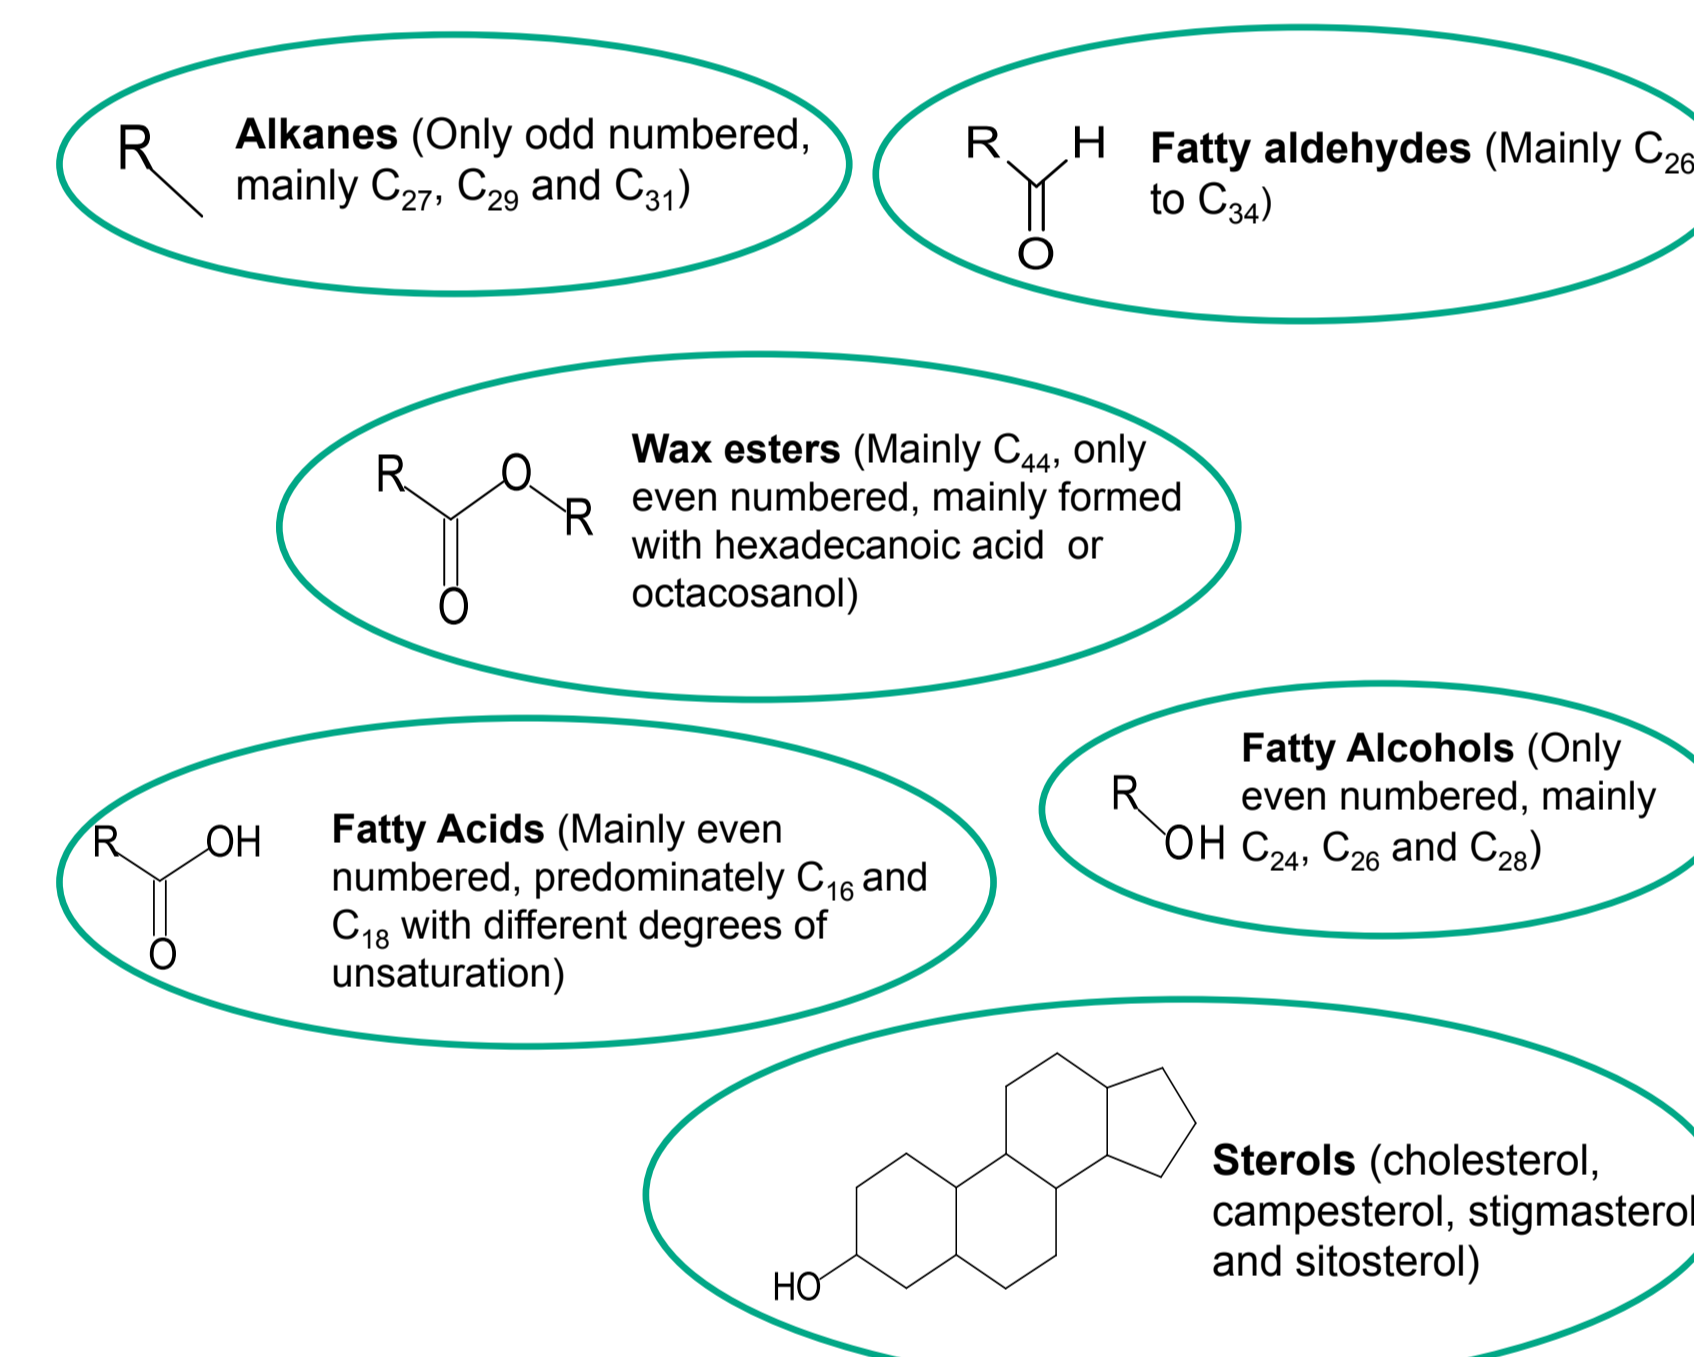 R
Alkanes (Only odd numbered,
mainly C₂₇, C₂₉ and C₃₁)
R H
O
Fatty aldehydes (Mainly C₂₆
to C₃₄)
R O
R
O
Wax esters (Mainly C₄₄, only
even numbered, mainly formed
with hexadecanoic acid or
octacosanol)
R OH
O
Fatty Acids (Mainly even
numbered, predominately C₁₆ and
C₁₈ with different degrees of
unsaturation)
R
OH
Fatty Alcohols (Only
even numbered, mainly
C₂₄, C₂₆ and C₂₈)
HO
Sterols (cholesterol,
campesterol, stigmasterol
and sitosterol)